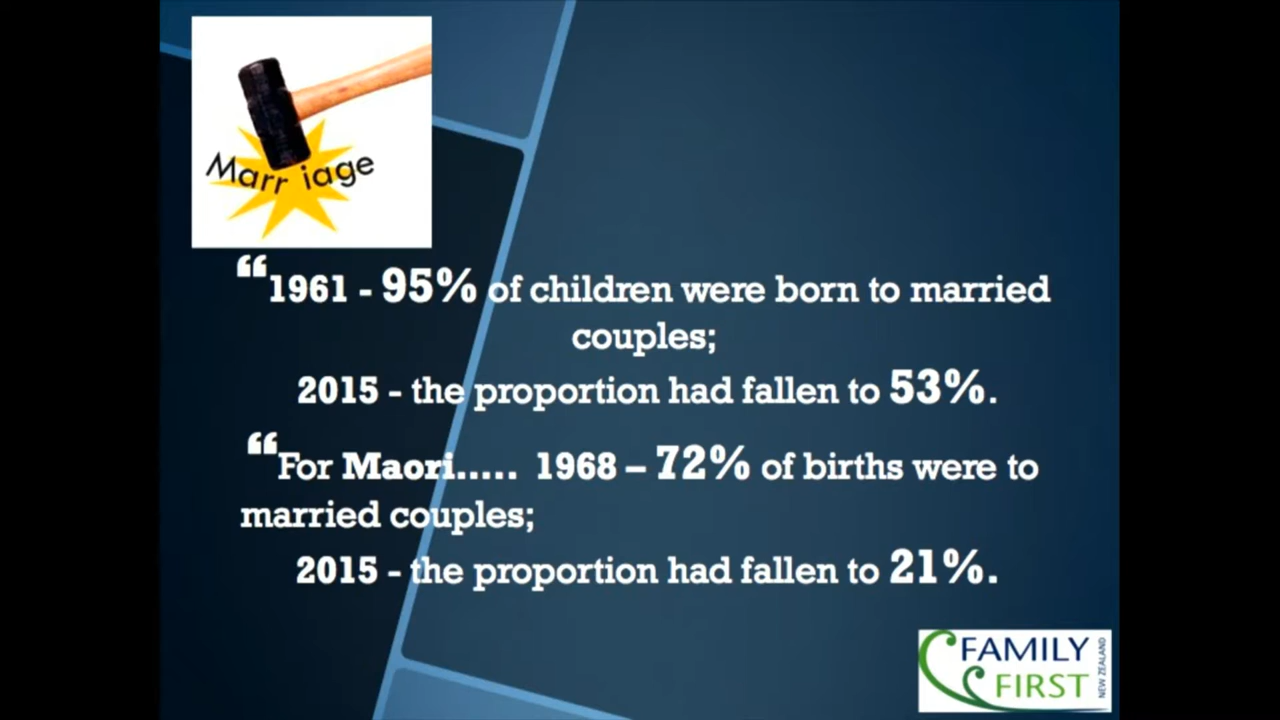 Marr iage
“1961 - 95% of children were born to married
couples;
2015 - the proportion had fallen to 53%.
“For Maori..... 1968 – 72% of births were to
married couples;
2015 - the proportion had fallen to 21%.
FAMILY
FIRST
NEW ZEALAND